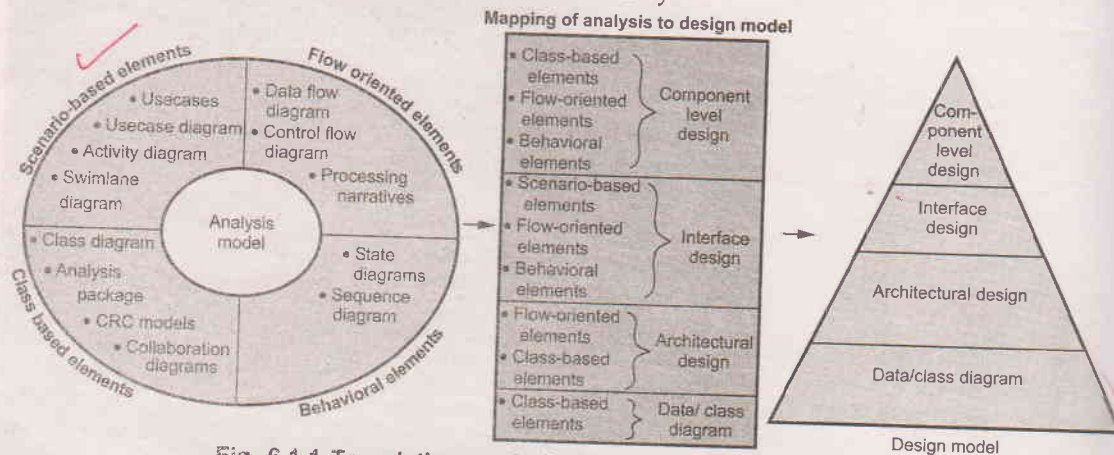 Mapping of analysis to design model
Scenario-based elements
• Usecases
• Usecase diagram
• Activity diagram
• Swimlane
diagram
Flow oriented elements
• Data flow
diagram
• Control flow
diagram
• Processing
narratives
Analysis
model
• Class diagram
• Analysis
package
• CRC models
• Collaboration
diagrams
Class based elements
• State
diagrams
• Sequence
diagram
Behavioral elements
• Class-based
elements
• Flow-oriented
elements
• Behavioral
elements
Component
level
design
• Scenario-based
elements
• Flow-oriented
elements
• Behavioral
elements
Interface
design
• Flow-oriented
elements
• Class-based
elements
Architectural
design
• Class-based
elements
Data/ class
diagram
Com-
ponent
level
design
Interface
design
Architectural design
Data/class diagram
Design model